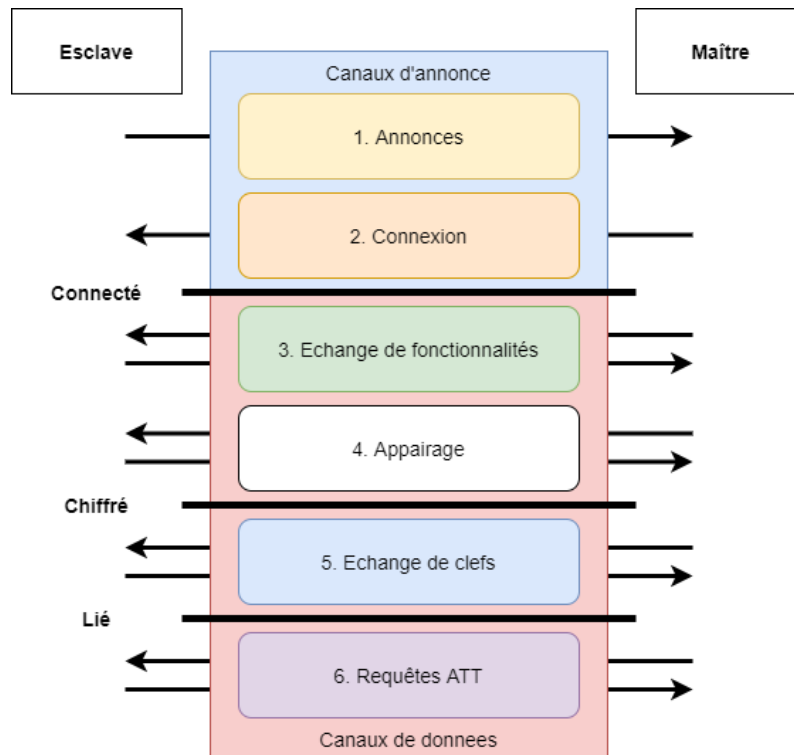 Esclave
Maître
Canaux d'annonce
1. Annonces
2. Connexion
Connecté
3. Echange de fonctionnalités
4. Appairage
Chiffré
5. Echange de clefs
Lié
6. Requêtes ATT
Canaux de donnees